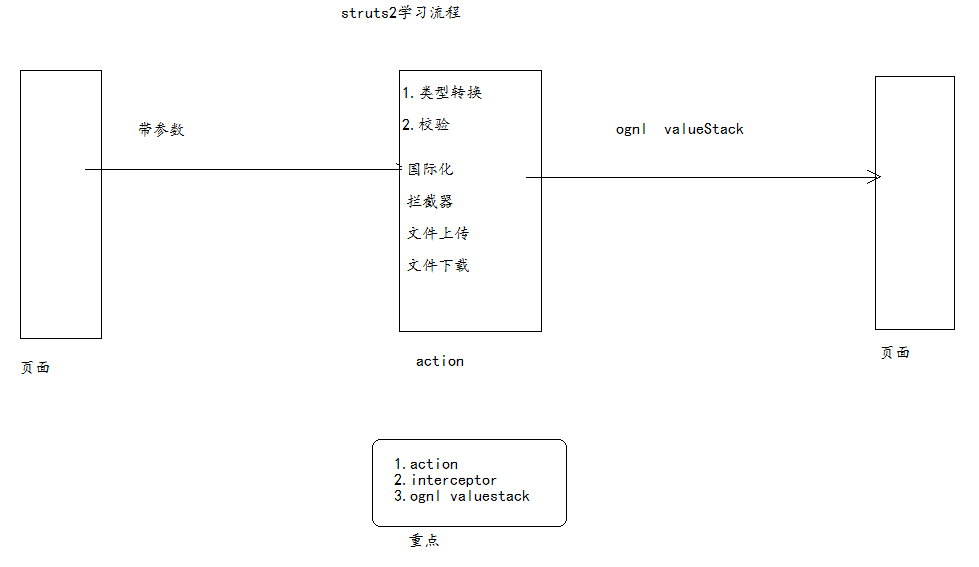 struts2学习流程
带参数
1.类型转换
2.校验
国际化
拦截器
文件上传
文件下载
ognl valueStack
页面
action
页面
1.action
2.interceptor
3.ognl valuestack
重点